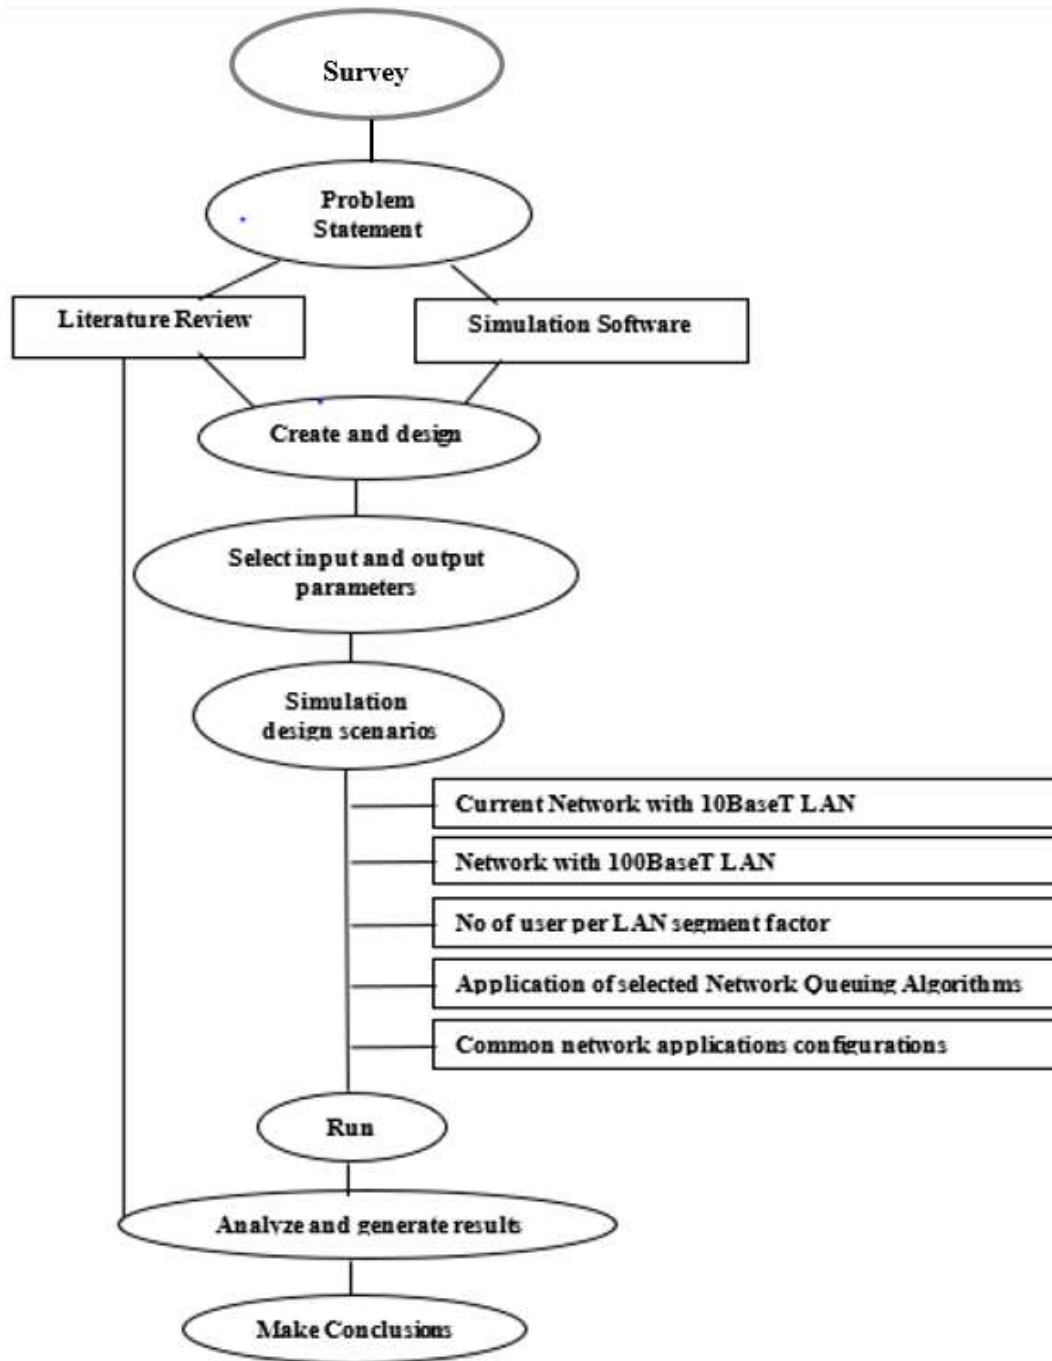 Survey
Problem
Statement
Literature Review
Simulation Software
Create and design
Select input and output
parameters
Simulation
design scenarios
Current Network with 10BaseT LAN
Network with 100BaseT LAN
No of user per LAN segment factor
Application of selected Network Queuing Algorithms
Common network applications configurations
Run
Analyze and generate results
Make Conclusions